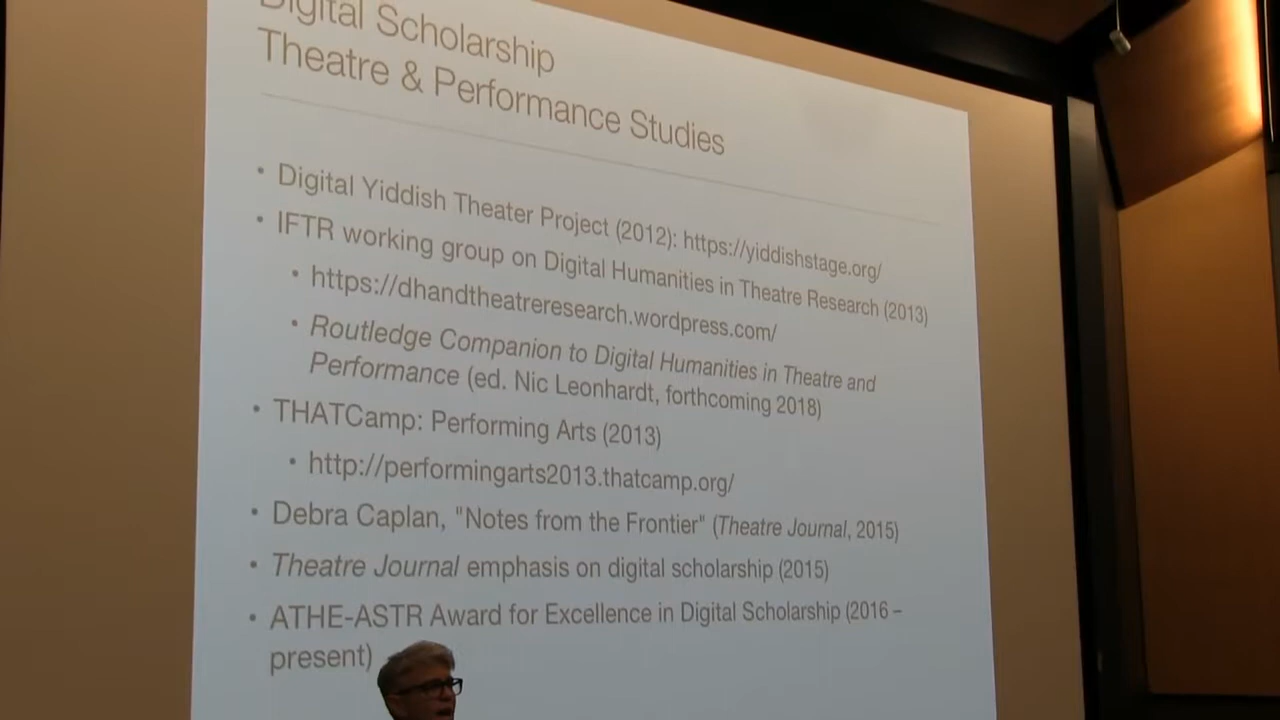 Digital Scholarship
Theatre & Performance Studies
• Digital Yiddish Theater Project (2012): https://yiddishstage.org/
• IFTR working group on Digital Humanities in Theatre Research (2013)
• https://dhandtheatreresearch.wordpress.com/
• Routledge Companion to Digital Humanities in Theatre and
Performance (ed. Nic Leonhardt, forthcoming 2018)
• THATCamp: Performing Arts (2013)
• http://performingarts2013.thatcamp.org/
• Debra Caplan, "Notes from the Frontier" (Theatre Journal, 2015)
• Theatre Journal emphasis on digital scholarship (2015)
• ATHE-ASTR Award for Excellence in Digital Scholarship (2016 –
present)